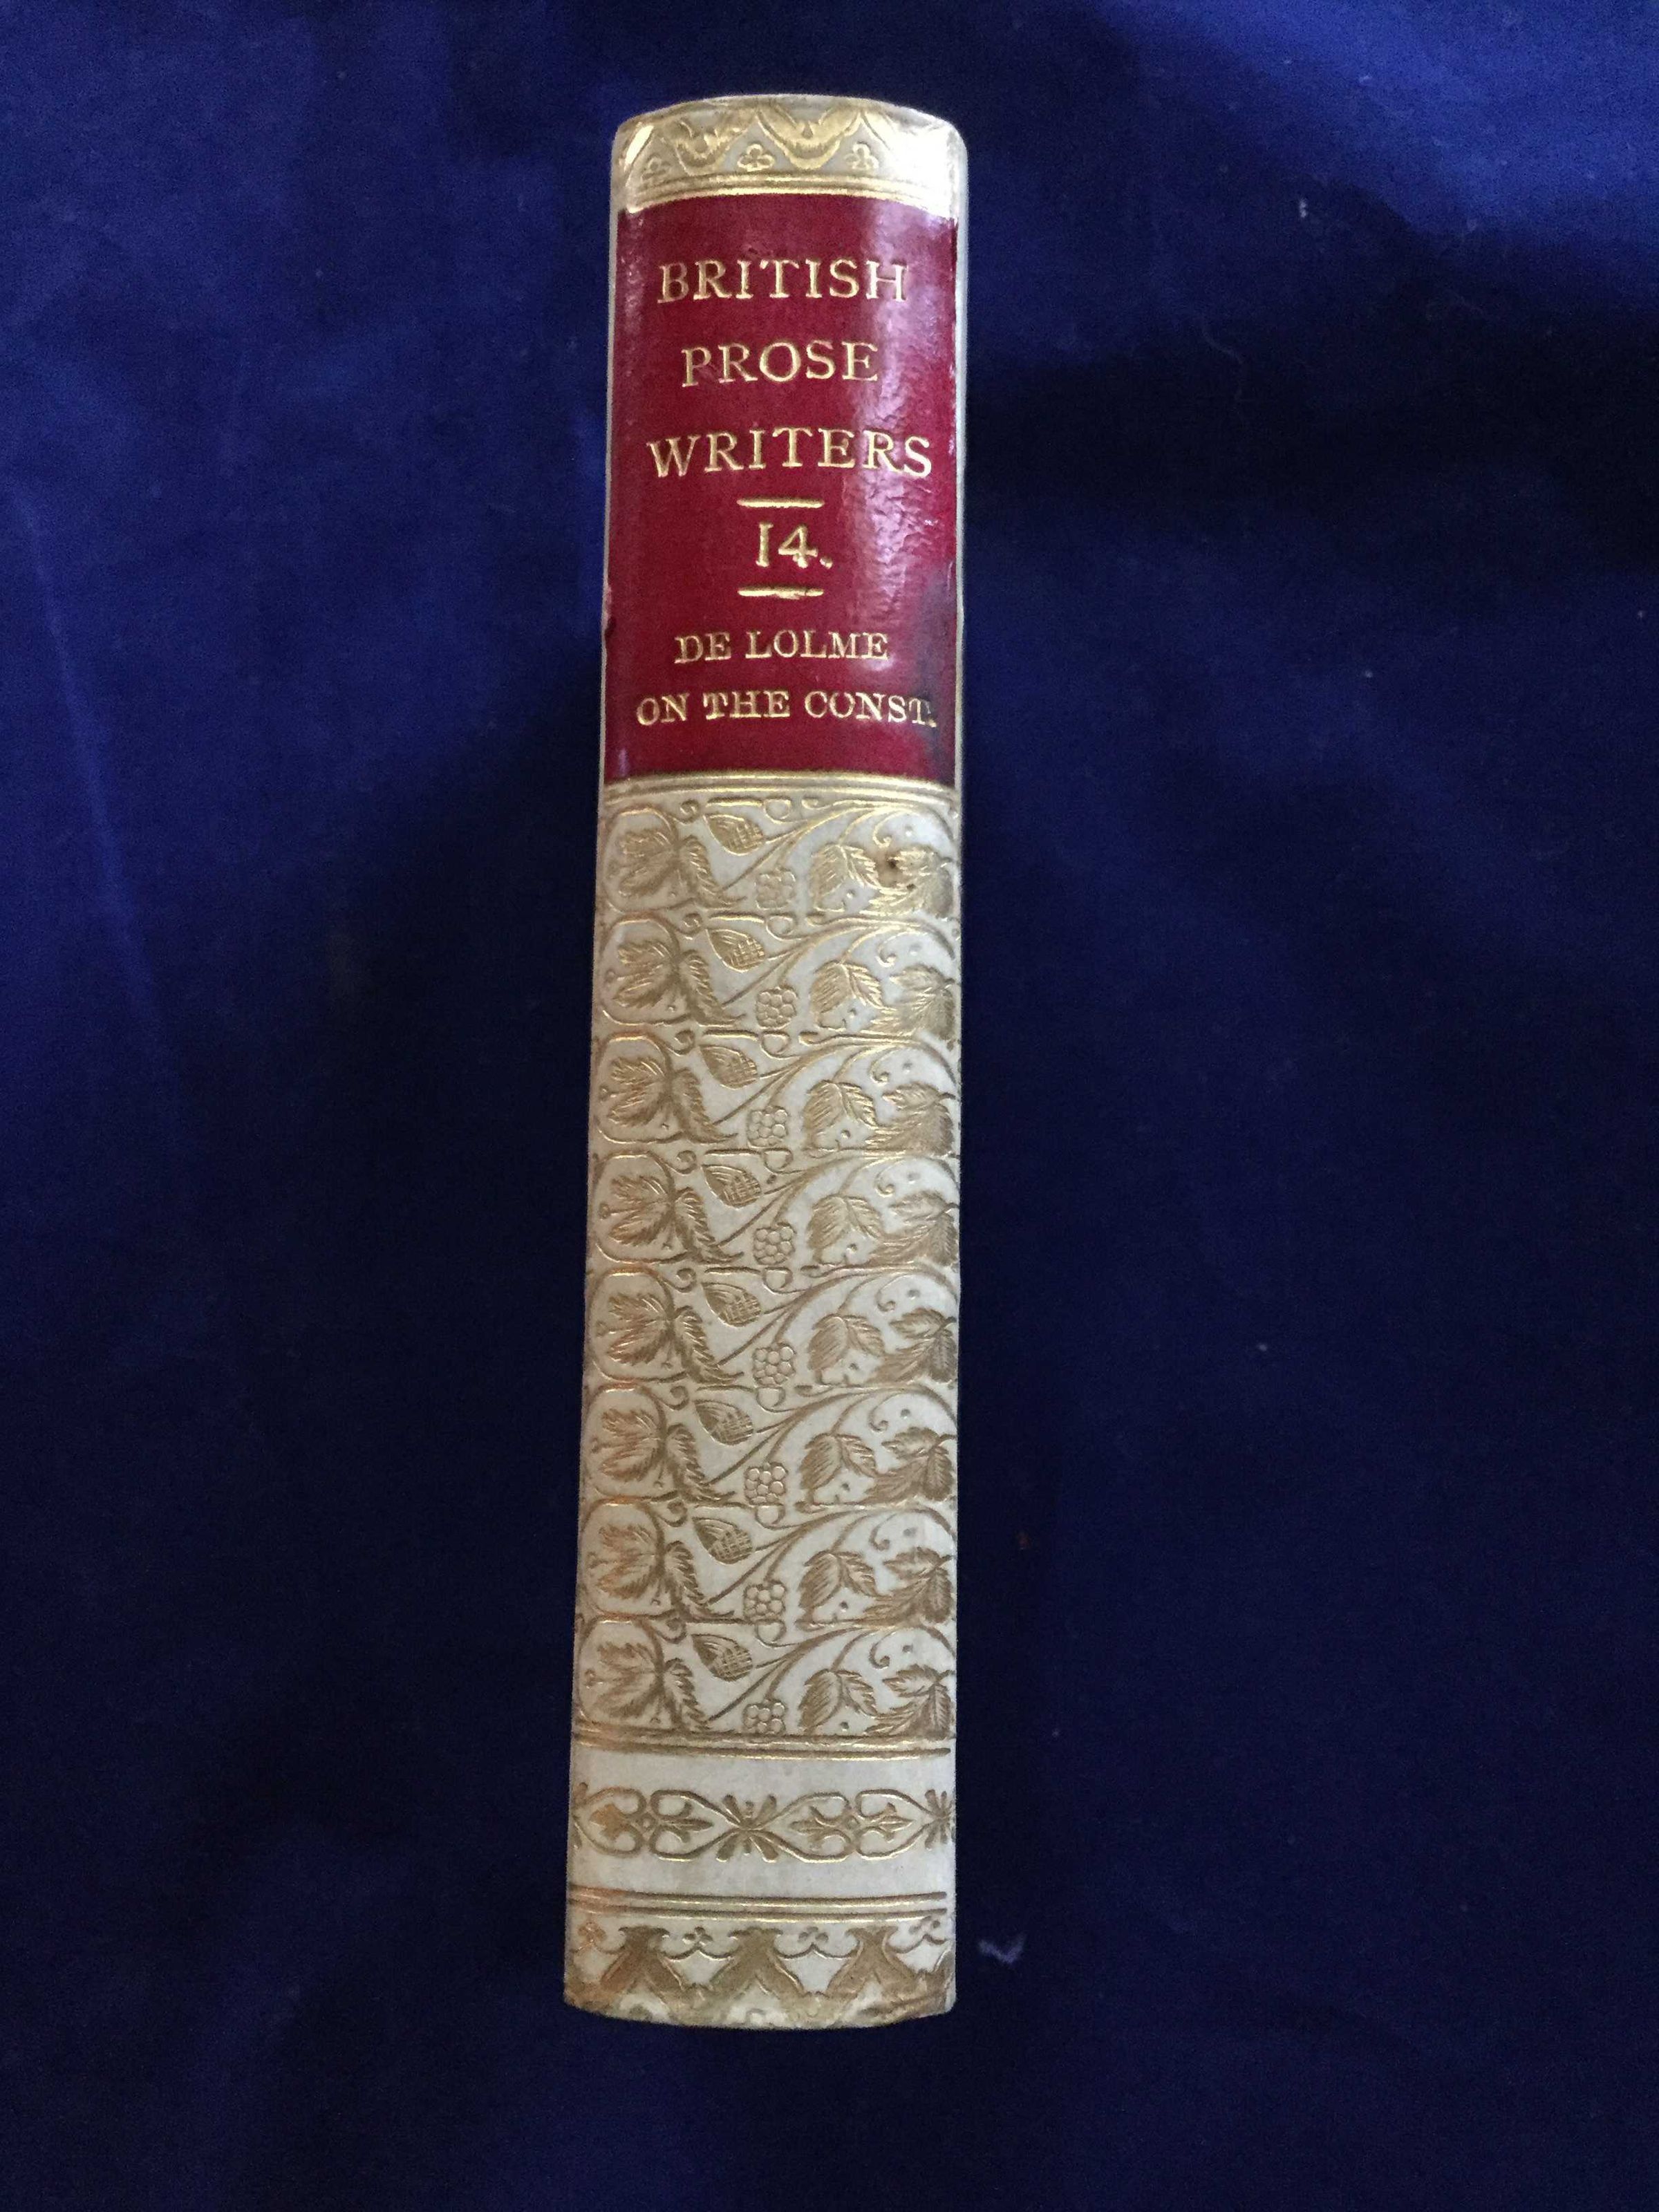 BRITISH
PROSE
WRITERS
14.
DE LOLME
ON THE CONST.